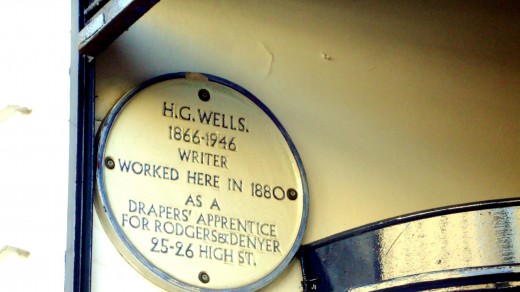 H.G. WELLS.
1866-1946
WRITER
WORKED HERE IN 1880
AS A
DRAPERS' APPRENTICE
FOR RODGERS & DENYER
25-26 HIGH ST.